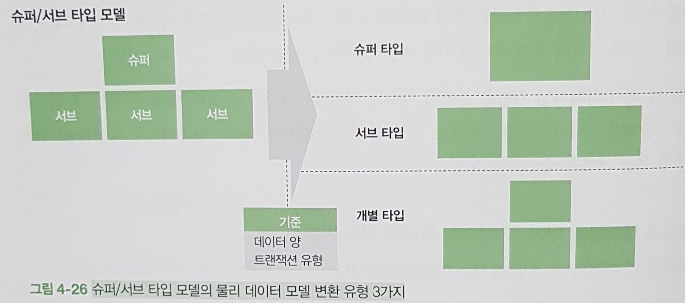 슈퍼/서브 타입 모델
슈퍼
서브 서브 서브
슈퍼 타입
서브 타입
개별 타입
기준
데이터 양
트랜잭션 유형
그림 4-26 슈퍼/서브 타입 모델의 물리 데이터 모델 변환 유형 3가지